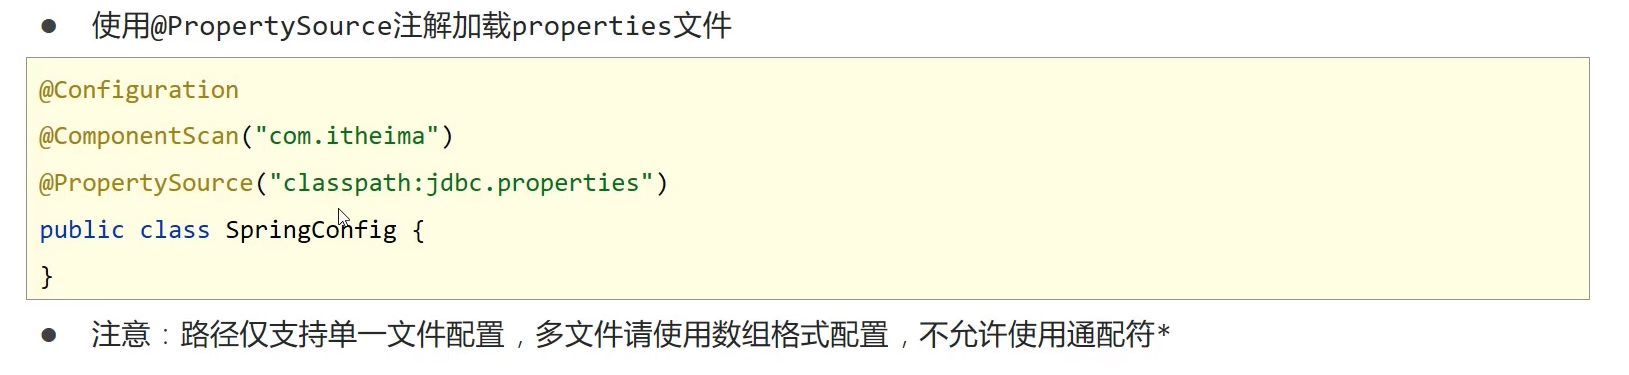 ● 使用@PropertySource注解加载properties文件
@Configuration
@ComponentScan("com.itheima")
@PropertySource("classpath:jdbc.properties")
public class SpringConfig {
}
● 注意：路径仅支持单一文件配置，多文件请使用数组格式配置，不允许使用通配符*